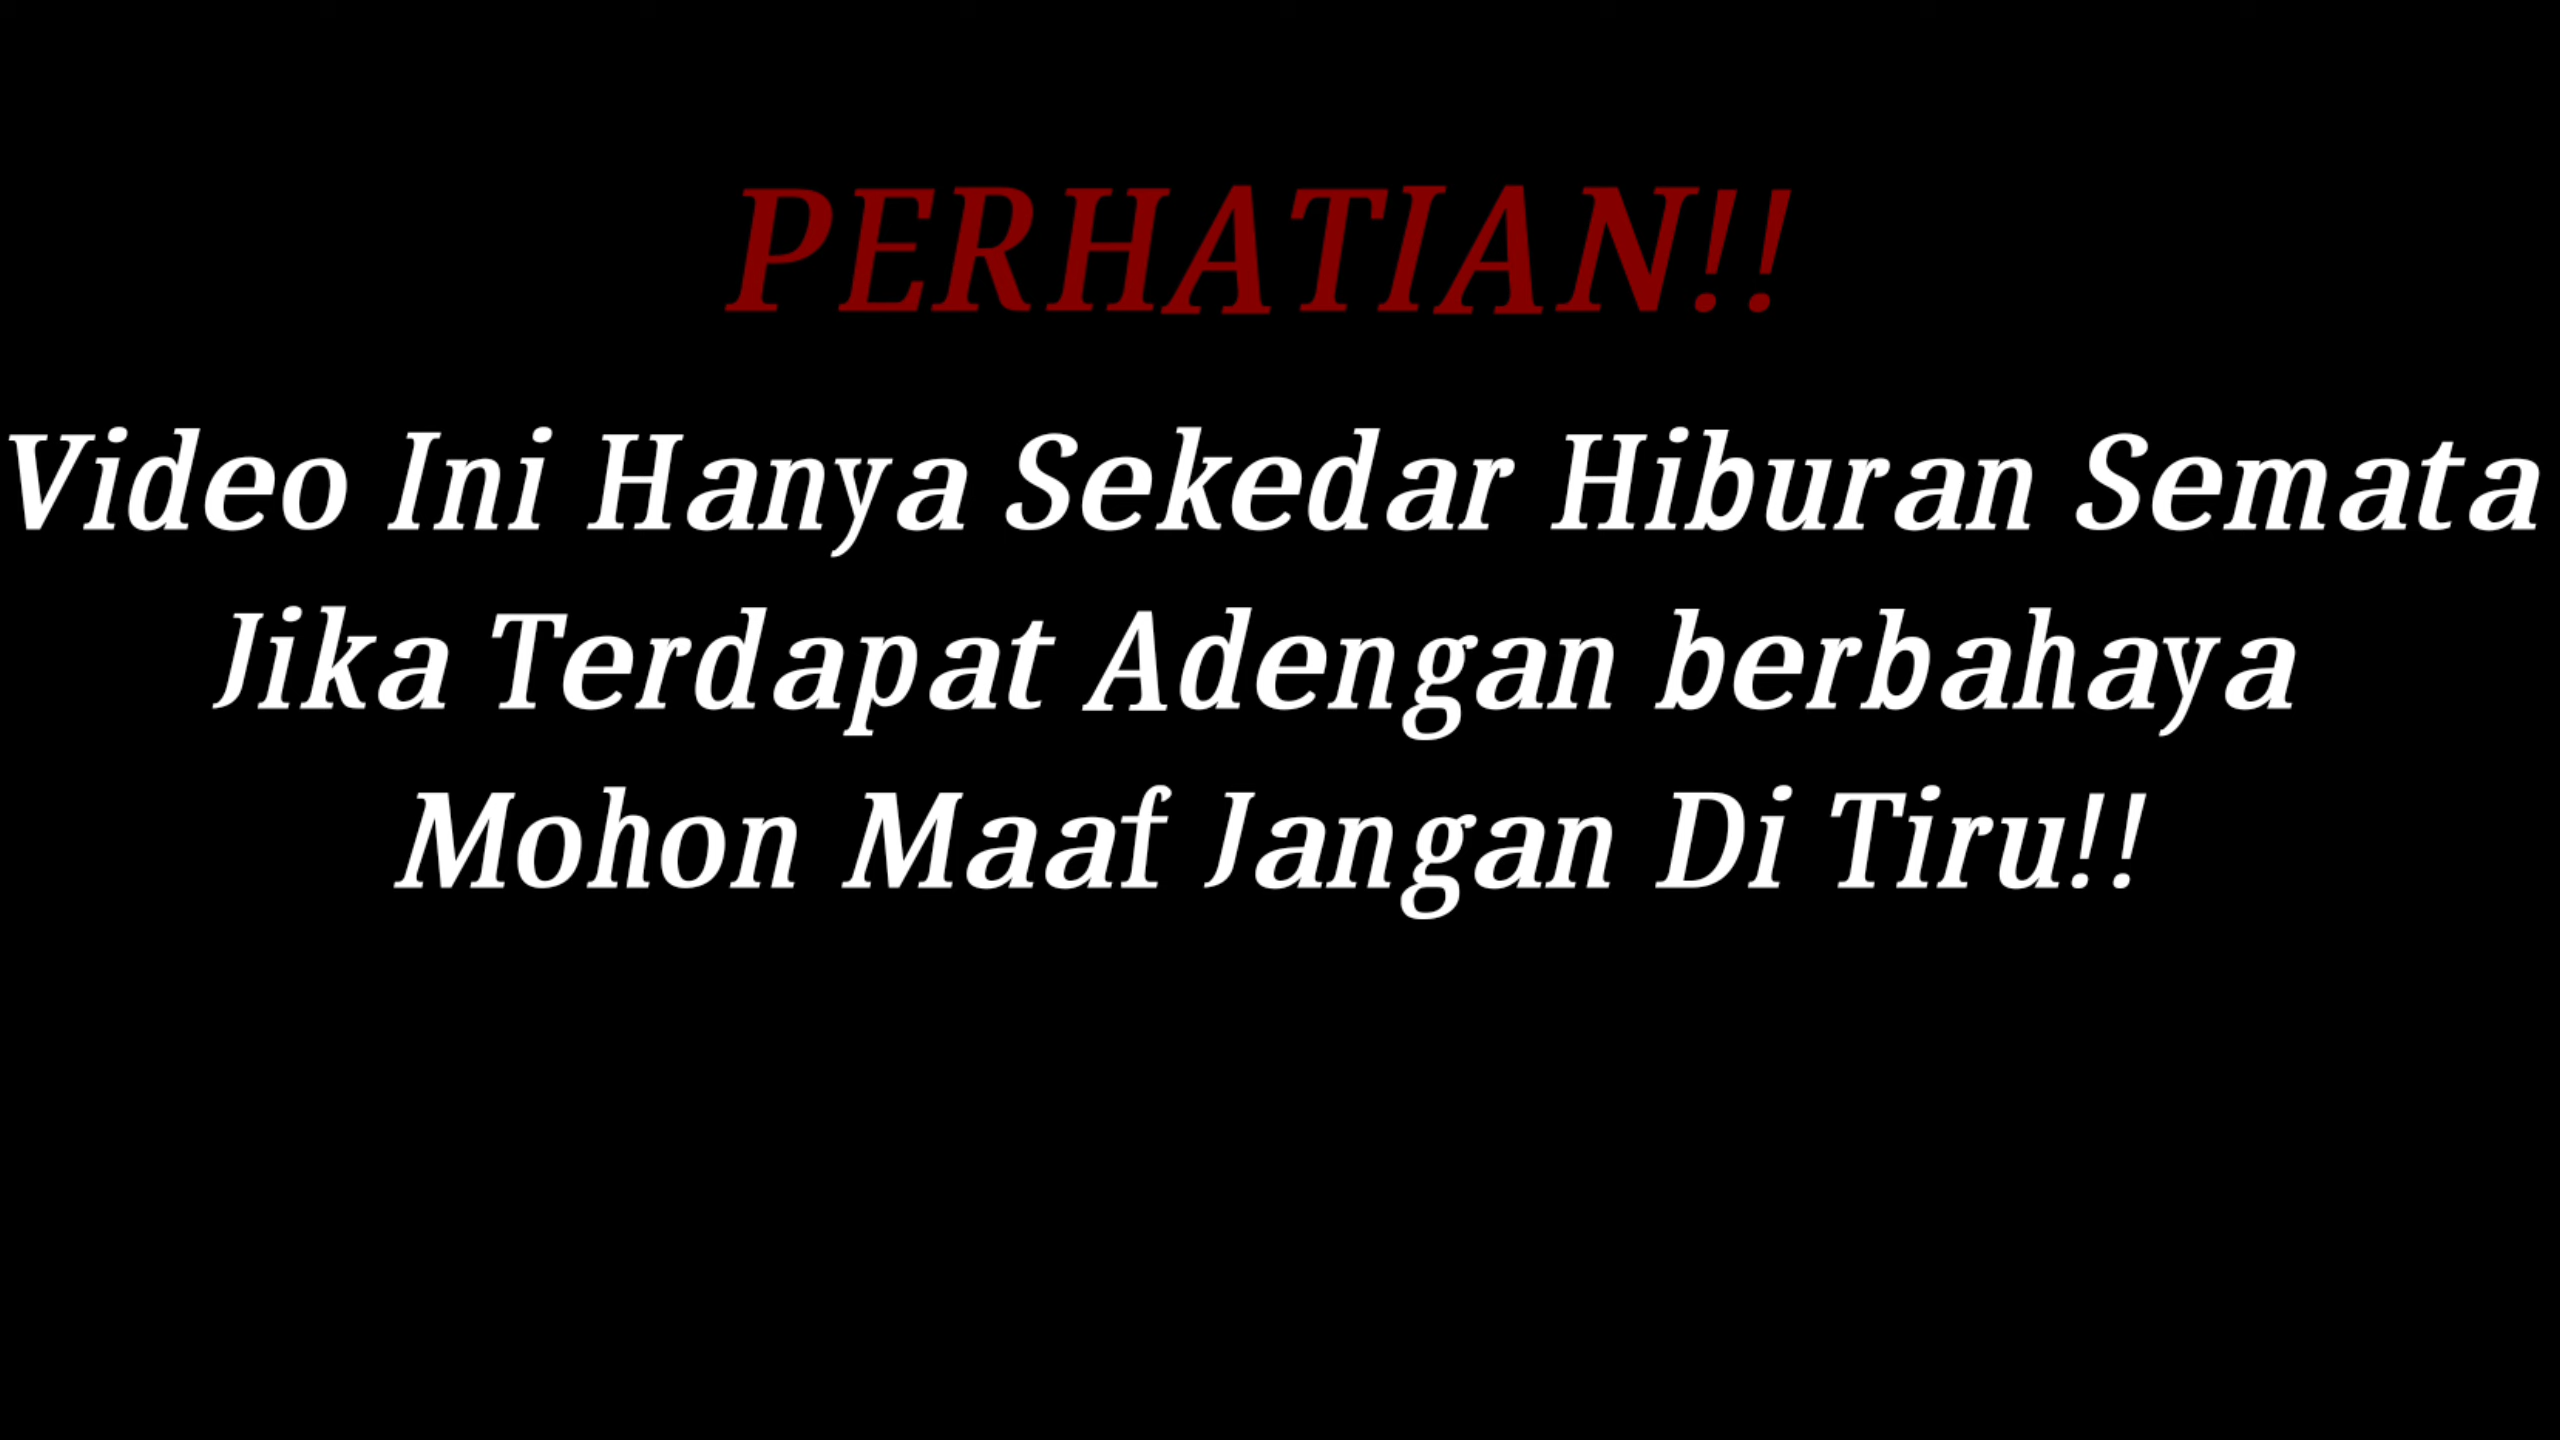 PERHATIAN!!
Video Ini Hanya Sekedar Hiburan Semata
Jika Terdapat Adengan berbahaya
Mohon Maaf Jangan Di Tiru!!